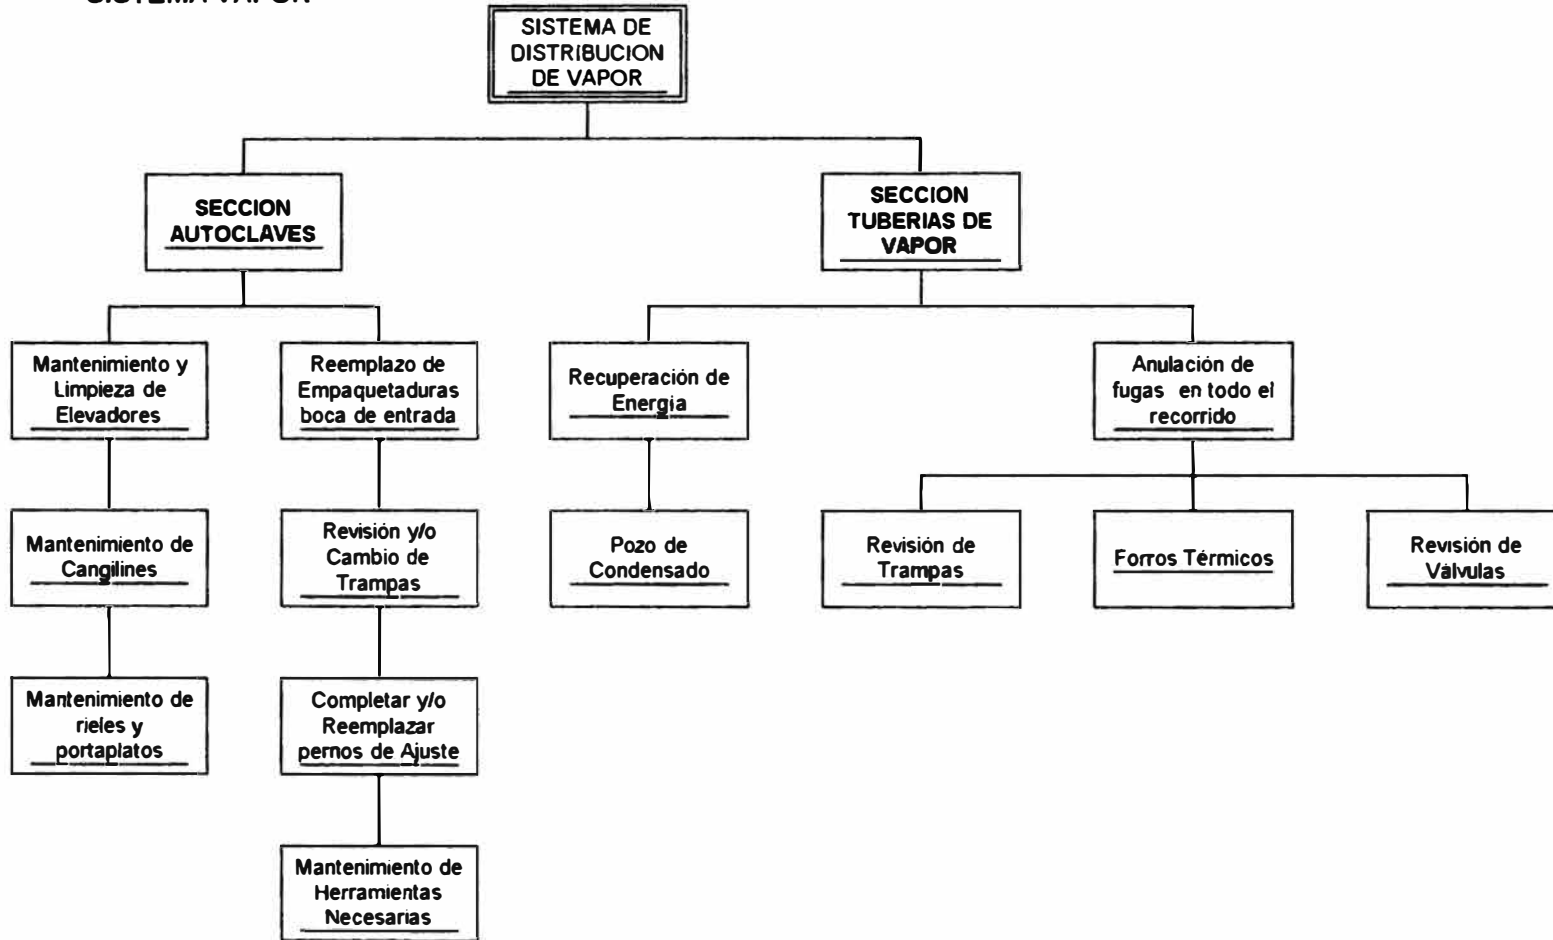 SISTEMA VAPOR
SISTEMA DE
DISTRIBUCION
DE VAPOR
SECCION
AUTOCLAVES
SECCION
TUBERIAS DE
VAPOR
Mantenimiento y
Limpieza de
Elevadores
Reemplazo de
Empaquetaduras
boca de entrada
Recuperación de
Energia
Anulación de
fugas en todo el
recorrido
Mantenimiento de
Cangilines
Revisión y/o
Cambio de
Trampas
Pozo de
Condensado
Revisión de
Trampas
Forros Térmicos
Revisión de
Válvulas
Mantenimiento de
rieles y
portaplatos
Completar y/o
Reemplazar
pernos de Ajuste
Mantenimiento de
Herramientas
Necesarias